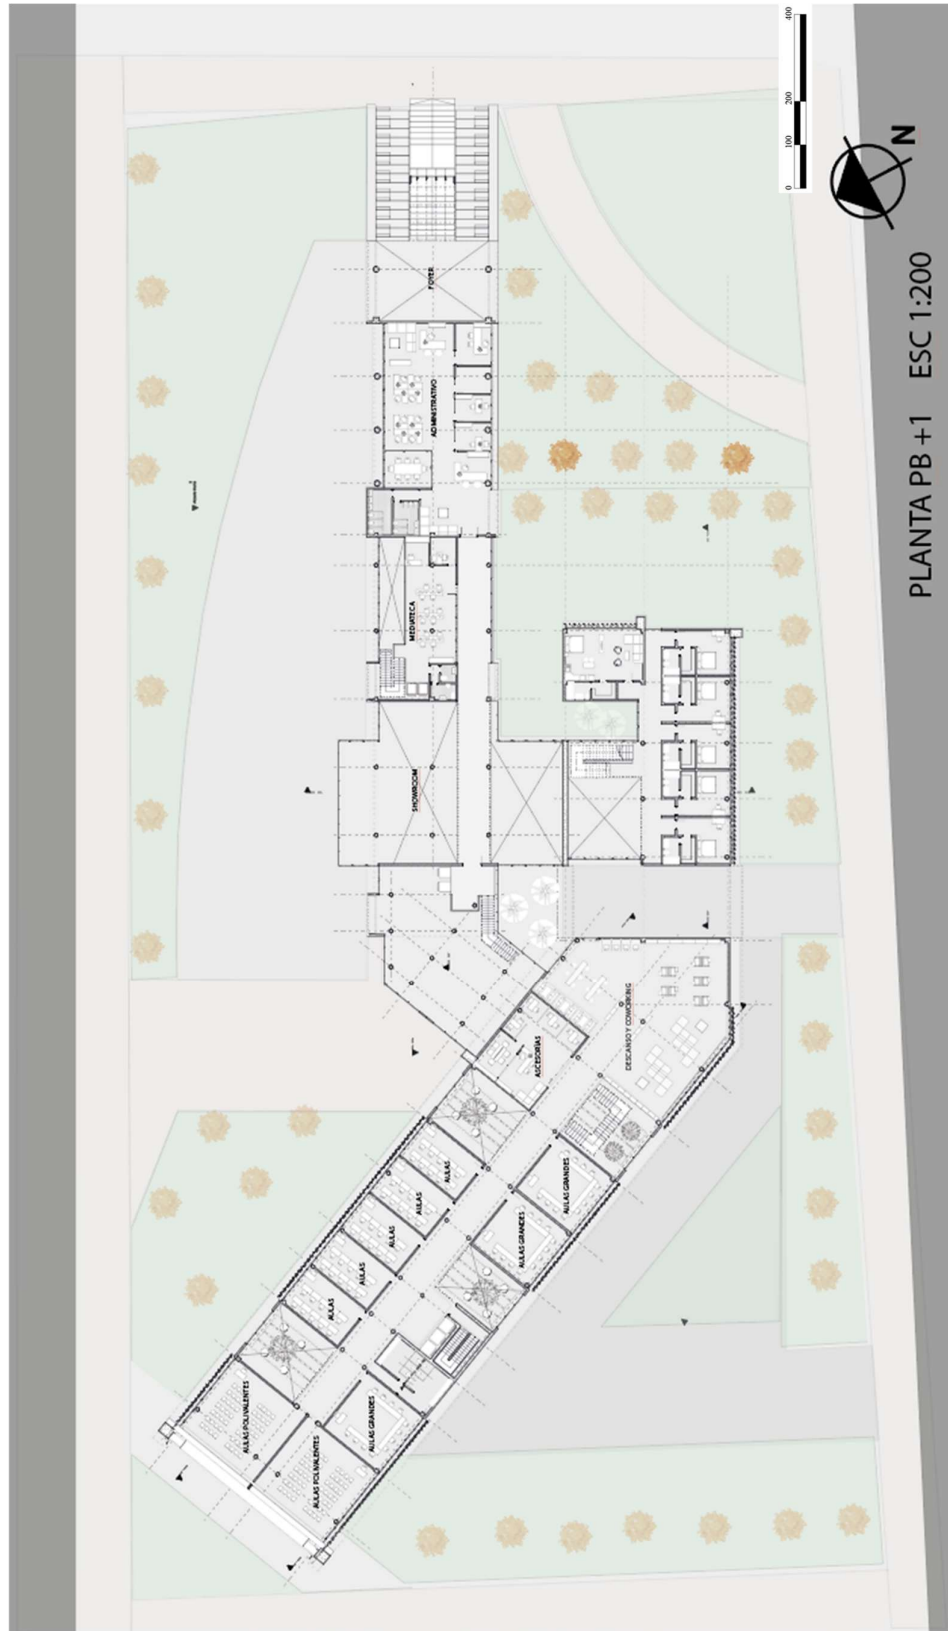 400
200
100
0
N
PLANTA PB +1 ESC 1:200
FOYER
ADMINISTRATIVO
MEDIATECA
SHOWROOM
DESCANSO Y COWORKING
ASCESORÍAS
AULAS
AULAS
AULAS
AULAS
AULAS
AULAS GRANDES
AULAS GRANDES
AULAS GRANDES
AULAS POLIVALENTES
AULAS POLIVALENTES